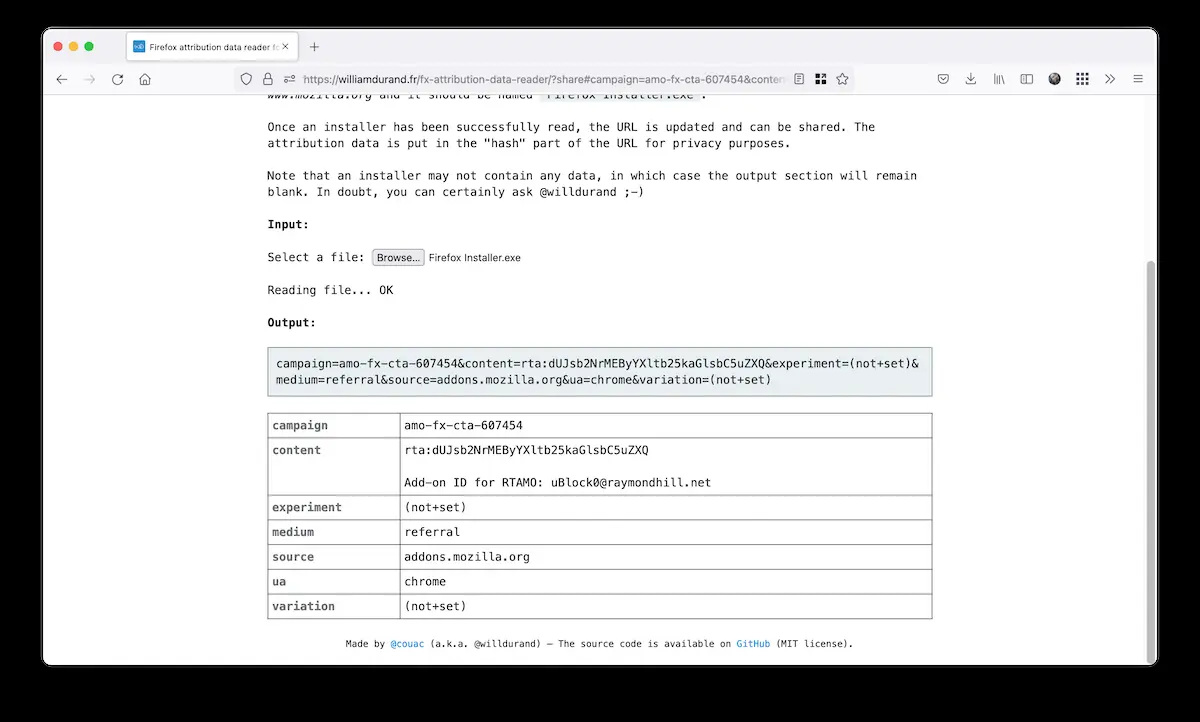 Firefox attribution data reader fo
https://williamdurand.fr/fx-attribution-data-reader/?share#campaign=amo-fx-cta-607454&conten
www.mozilla.org and it should be named "Firefox Installer.exe".
Once an installer has been successfully read, the URL is updated and can be shared. The
attribution data is put in the "hash" part of the URL for privacy purposes.
Note that an installer may not contain any data, in which case the output section will remain
blank. In doubt, you can certainly ask @willdurand ;-)
Input:
Select a file: Browse... Firefox Installer.exe
Reading file... OK
Output:
campaign=amo-fx-cta-607454&content=rta:dUJsb2NrMEByYXltb25kaGlsbC5uZXQ&experiment=(not+set)&
medium=referral&source=addons.mozilla.org&ua=chrome&variation=(not+set)
campaign amo-fx-cta-607454
content rta:dUJsb2NrMEByYXltb25kaGlsbC5uZXQ
Add-on ID for RTAMO: uBlock0@raymondhill.net
experiment (not+set)
medium referral
source addons.mozilla.org
ua chrome
variation (not+set)
Made by @couac (a.k.a. @willdurand) — The source code is available on GitHub (MIT license).